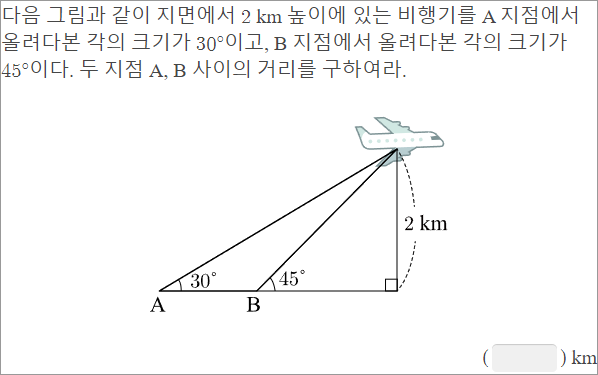 다음 그림과 같이 지면에서 2 km 높이에 있는 비행기를 A 지점에서
올려다본 각의 크기가 30°이고, B 지점에서 올려다본 각의 크기가
45°이다. 두 지점 A, B 사이의 거리를 구하여라.
2 km
30°
45°
A
B
( ) km